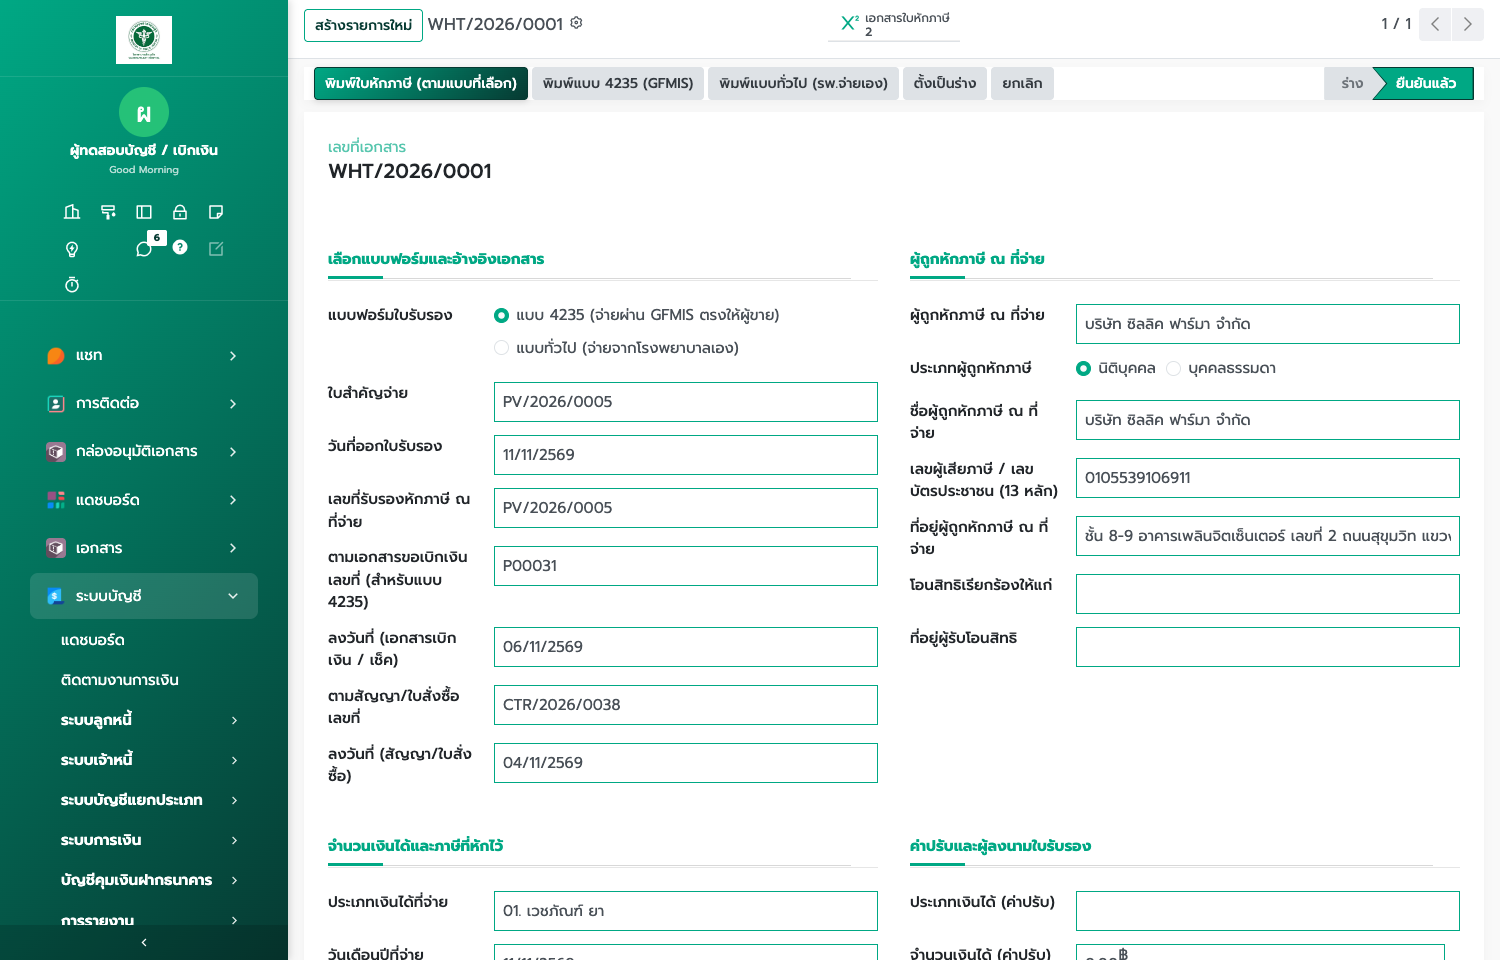 สร้างรายการใหม่
WHT/2026/0001
เอกสารใบหักภาษี
2
1 / 1
พิมพ์ใบหักภาษี (ตามแบบที่เลือก)
พิมพ์แบบ 4235 (GFMIS)
พิมพ์แบบทั่วไป (รพ.จ่ายเอง)
ตั้งเป็นร่าง
ยกเลิก
ร่าง
ยืนยันแล้ว
ผ
ผู้ทดสอบบัญชี / เบิกเงิน
Good Morning
6
แชท
การติดต่อ
กล่องอนุมัติเอกสาร
แดชบอร์ด
เอกสาร
ระบบบัญชี
แดชบอร์ด
ติดตามงานการเงิน
ระบบลูกหนี้
ระบบเจ้าหนี้
ระบบบัญชีแยกประเภท
ระบบการเงิน
บัญชีคุมเงินฝากธนาคาร
การรายงาน
เลขที่เอกสาร
WHT/2026/0001
เลือกแบบฟอร์มและอ้างอิงเอกสาร
แบบฟอร์มใบรับรอง
แบบ 4235 (จ่ายผ่าน GFMIS ตรงให้ผู้ขาย)
แบบทั่วไป (จ่ายจากโรงพยาบาลเอง)
ใบสำคัญจ่าย
PV/2026/0005
วันที่ออกใบรับรอง
11/11/2569
เลขที่รับรองหักภาษี ณ
ที่จ่าย
PV/2026/0005
ตามเอกสารขอเบิกเงิน
เลขที่ (สำหรับแบบ
4235)
P00031
ลงวันที่ (เอกสารเบิก
เงิน / เช็ค)
06/11/2569
ตามสัญญา/ใบสั่งซื้อ
เลขที่
CTR/2026/0038
ลงวันที่ (สัญญา/ใบสั่ง
ซื้อ)
04/11/2569
ผู้ถูกหักภาษี ณ ที่จ่าย
ผู้ถูกหักภาษี ณ ที่จ่าย
บริษัท ซิลลิค ฟาร์มา จำกัด
ประเภทผู้ถูกหักภาษี
นิติบุคคล
บุคคลธรรมดา
ชื่อผู้ถูกหักภาษี ณ ที่
จ่าย
บริษัท ซิลลิค ฟาร์มา จำกัด
เลขผู้เสียภาษี / เลข
บัตรประชาชน (13 หลัก)
0105539106911
ที่อยู่ผู้ถูกหักภาษี ณ ที่
จ่าย
ชั้น 8-9 อาคารเพลินจิตเซ็นเตอร์ เลขที่ 2 ถนนสุขุมวิท แขวง
โอนสิทธิเรียกร้องให้แก่
ที่อยู่ผู้รับโอนสิทธิ
จำนวนเงินได้และภาษีที่หักไว้
ประเภทเงินได้ที่จ่าย
01. เวชภัณฑ์ ยา
วันเดือนปีที่จ่าย
11/11/2569
ค่าปรับและผู้ลงนามใบรับรอง
ประเภทเงินได้ (ค่าปรับ)
จำนวนเงินได้ (ค่าปรับ)
0.00฿